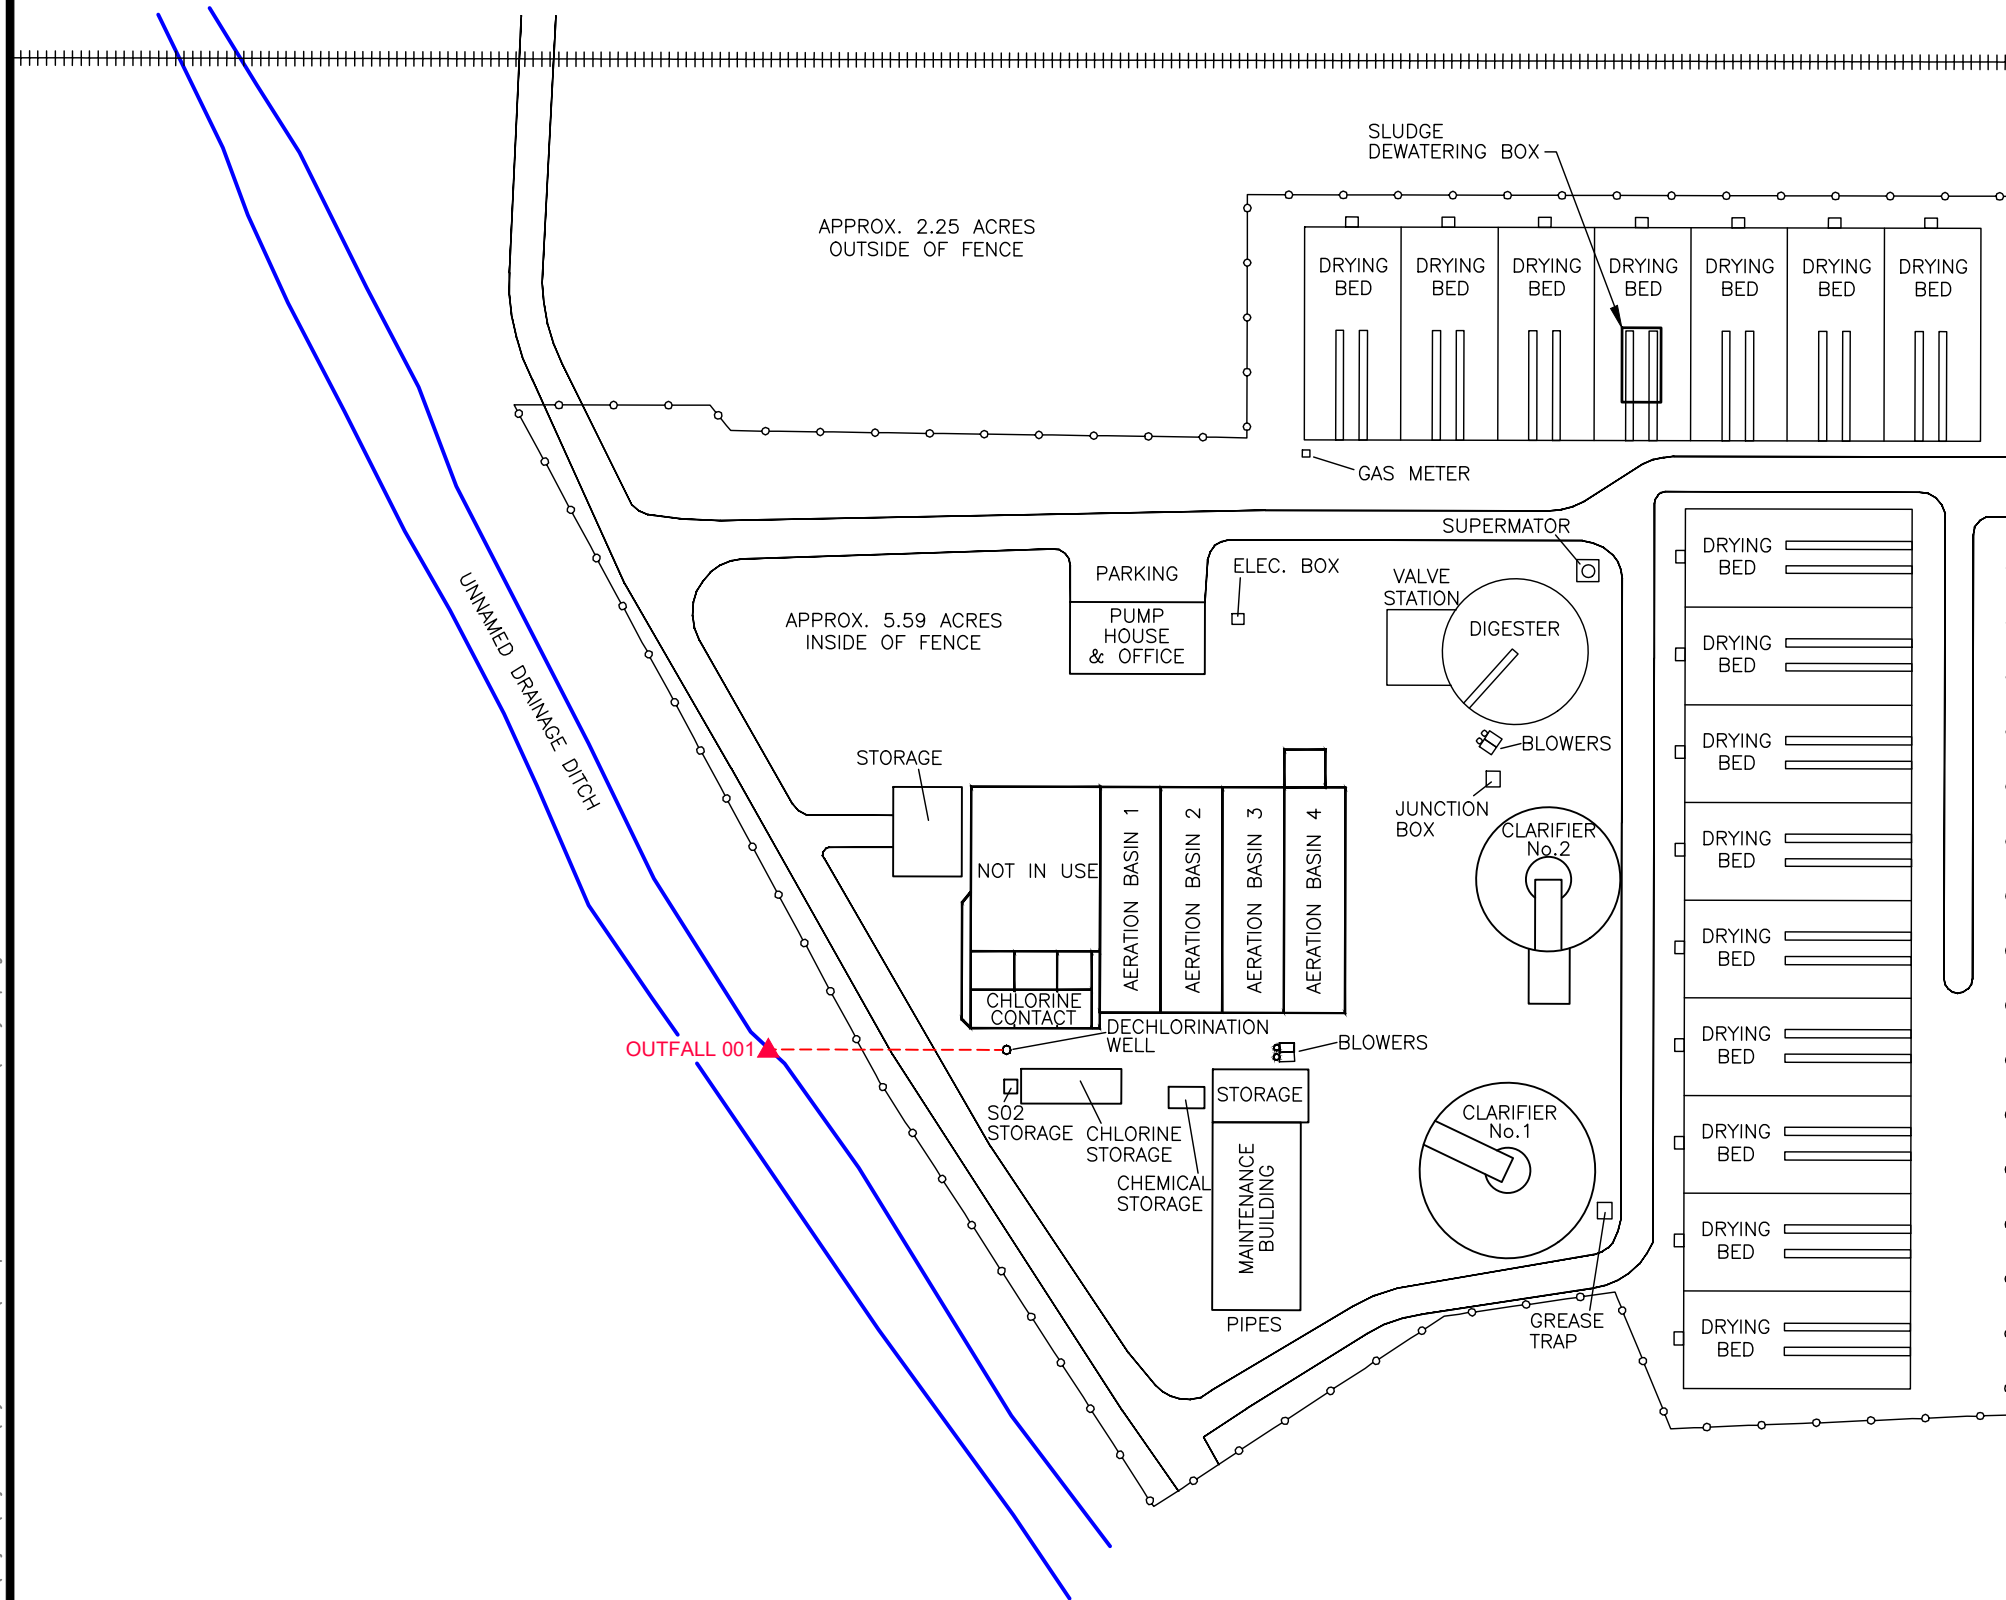 SLUDGE
DEWATERING BOX
APPROX. 2.25 ACRES
OUTSIDE OF FENCE
DRYING
BED
DRYING
BED
DRYING
BED
DRYING
BED
DRYING
BED
DRYING
BED
DRYING
BED
GAS METER
SUPERMATOR
ELEC. BOX
VALVE
STATION
PARKING
PUMP
HOUSE
& OFFICE
APPROX. 5.59 ACRES
INSIDE OF FENCE
DIGESTER
UNNAMED DRAINAGE DITCH
BLOWERS
STORAGE
JUNCTION
BOX
CLARIFIER
No.2
NOT IN USE
AERATION BASIN 1
AERATION BASIN 2
AERATION BASIN 3
AERATION BASIN 4
CHLORINE
CONTACT
DECHLORINATION
WELL
BLOWERS
OUTFALL 001
STORAGE
SO2
STORAGE
CHLORINE
STORAGE
CHEMICAL
STORAGE
MAINTENANCE
BUILDING
CLARIFIER
No.1
PIPES
GREASE
TRAP
DRYING
BED
DRYING
BED
DRYING
BED
DRYING
BED
DRYING
BED
DRYING
BED
DRYING
BED
DRYING
BED
DRYING
BED